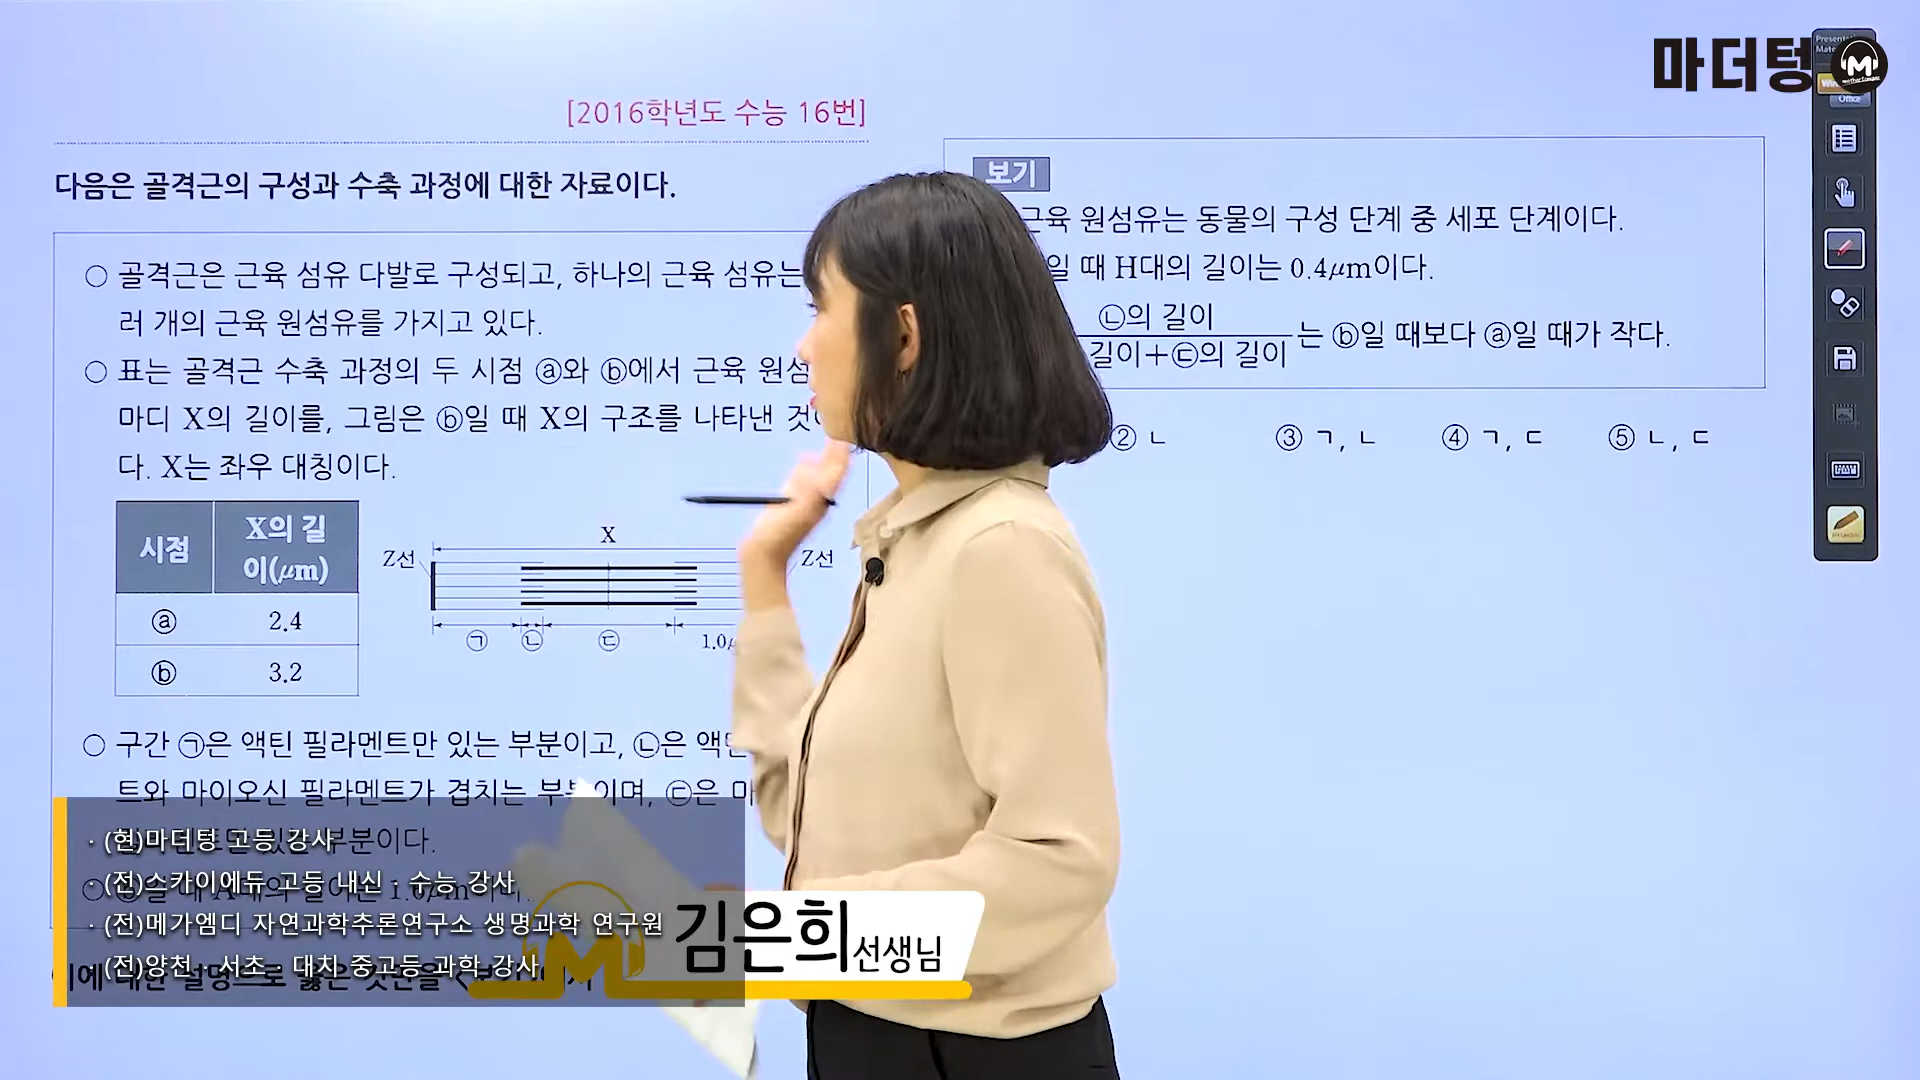 마더텅
[2016학년도 수능 16번]
다음은 골격근의 구성과 수축 과정에 대한 자료이다.
○ 골격근은 근육 섬유 다발로 구성되고, 하나의 근육 섬유는
러 개의 근육 원섬유를 가지고 있다.
○ 표는 골격근 수축 과정의 두 시점 ⓐ와 ⓑ에서 근육 원섬
마디 X의 길이를, 그림은 ⓑ일 때 X의 구조를 나타낸 것
다. X는 좌우 대칭이다.
시점 X의 길이(μm)
ⓐ 2.4
ⓑ 3.2
X
Z선 Z선
㉠ ㉡ ㉢ 1.0
○ 구간 ㉠은 액틴 필라멘트만 있는 부분이고, ㉡은 액
트와 마이오신 필라멘트가 겹치는 부분이며, ㉢은 마
부분이다.
보기
근육 원섬유는 동물의 구성 단계 중 세포 단계이다.
일 때 H대의 길이는 0.4μm이다.
㉡의 길이
길이+㉢의 길이
는 ⓑ일 때보다 ⓐ일 때가 작다.
② ㄴ ③ ㄱ, ㄴ ④ ㄱ, ㄷ ⑤ ㄴ, ㄷ
· (현)마더텅 고등 강사
· (전)스카이에듀 고등 내신 · 수능 강사
· (전)메가엠디 자연과학추론연구소 생명과학 연구원
· (전)양천 · 서초 · 대치 중고등 과학 강사
김은희 선생님